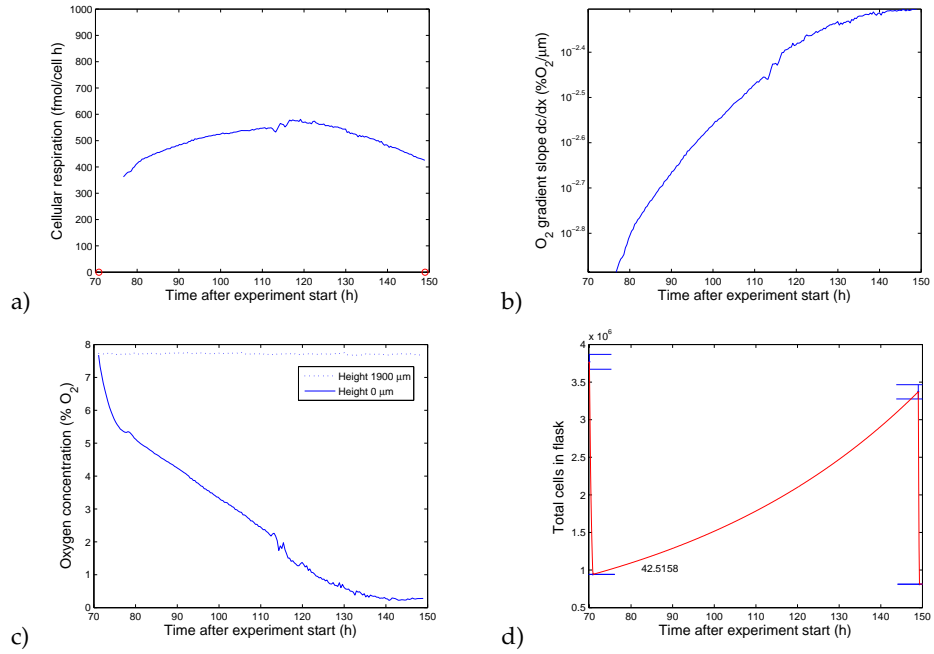 1000
900
800
700
600
500
400
300
200
100
0
70 80 90 100 110 120 130 140 150
Cellular respiration (fmol/cell h)
Time after experiment start (h)
a)
10^−2.4
10^−2.5
10^−2.6
10^−2.7
10^−2.8
70 80 90 100 110 120 130 140 150
O2 gradient slope dc/dx (%O2/μm)
Time after experiment start (h)
b)
8
7
6
5
4
3
2
1
0
70 80 90 100 110 120 130 140 150
Oxygen concentration (% O2)
Height 1900 μm
Height 0 μm
Time after experiment start (h)
c)
x 10^6
4
3.5
3
2.5
2
1.5
1
0.5
70 80 90 100 110 120 130 140 150
Total cells in flask
42.5158
Time after experiment start (h)
d)